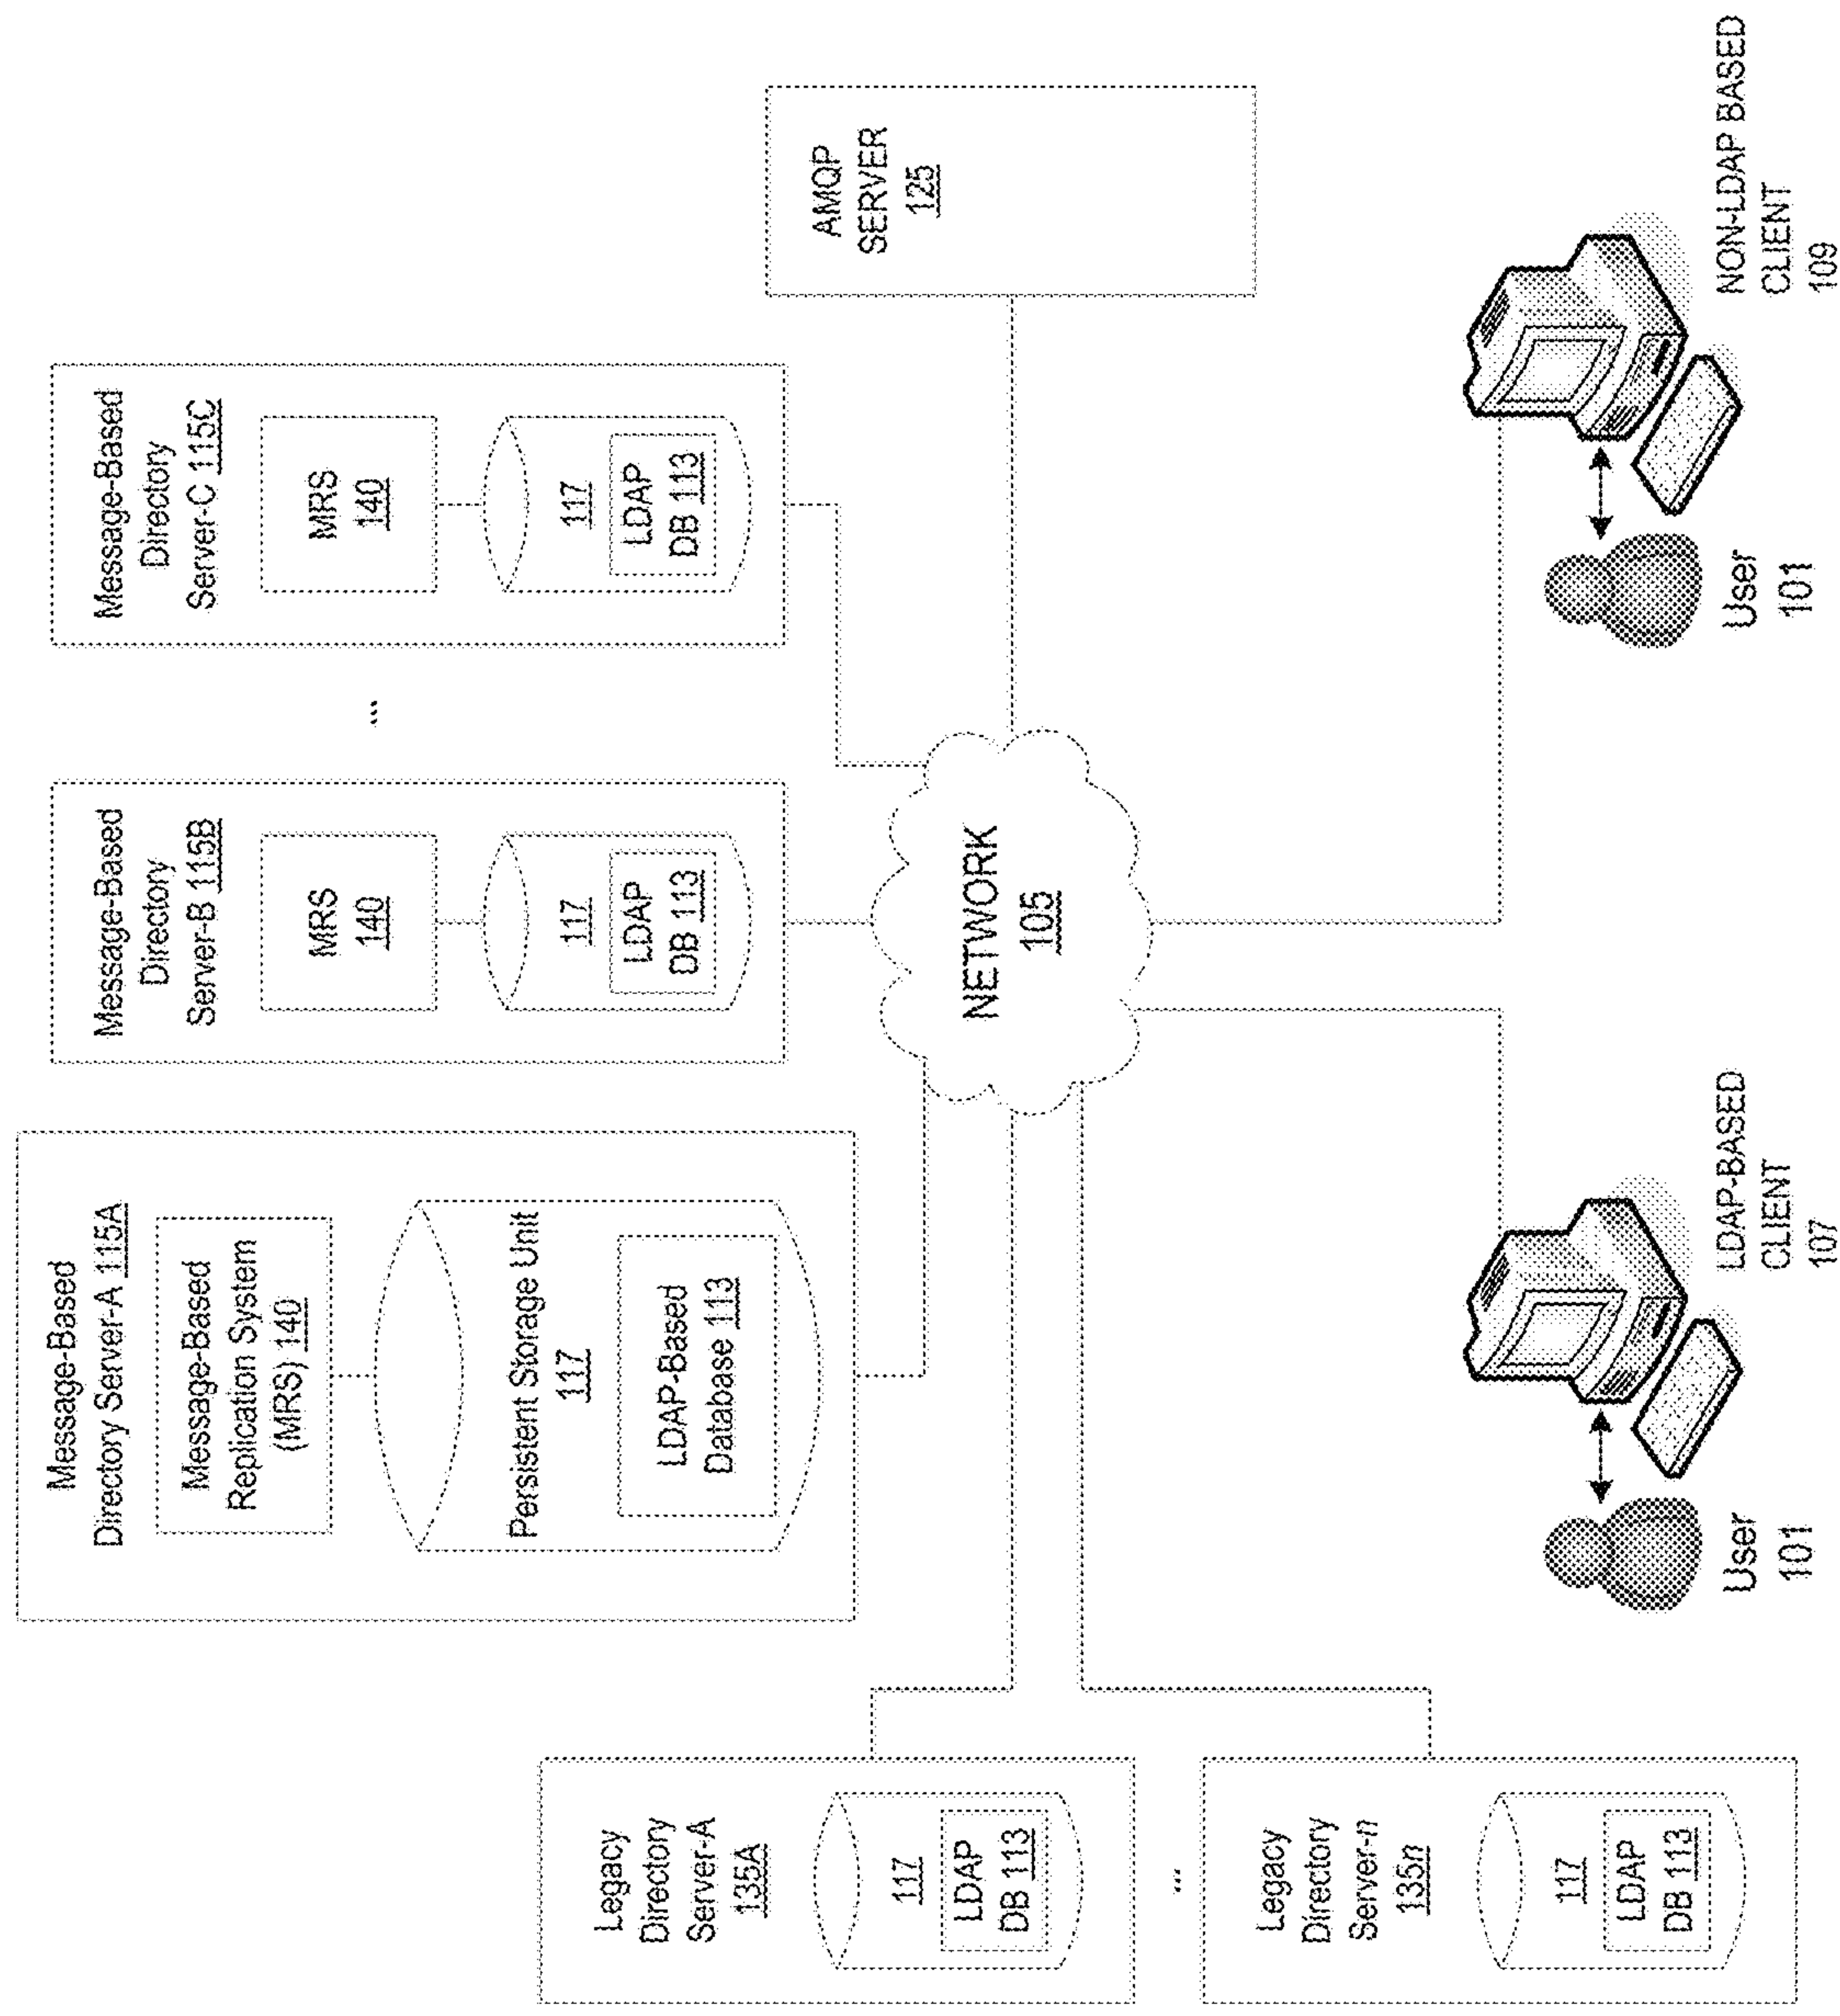 Message-Based
Directory Server-A 115A
Message-Based
Replication System
(MRS) 140
Persistent Storage Unit
117
LDAP-Based
Database 113
Message-Based
Directory
Server-B 115B
MRS
140
117
LDAP
DB 113
...
Message-Based
Directory
Server-C 115C
MRS
140
117
LDAP
DB 113
Legacy
Directory
Server-A
135A
117
LDAP
DB 113
...
Legacy
Directory
Server-n
135n
117
LDAP
DB 113
NETWORK
105
AMQP
SERVER
125
User
101
LDAP-BASED
CLIENT
107
User
101
NON-LDAP BASED
CLIENT
109